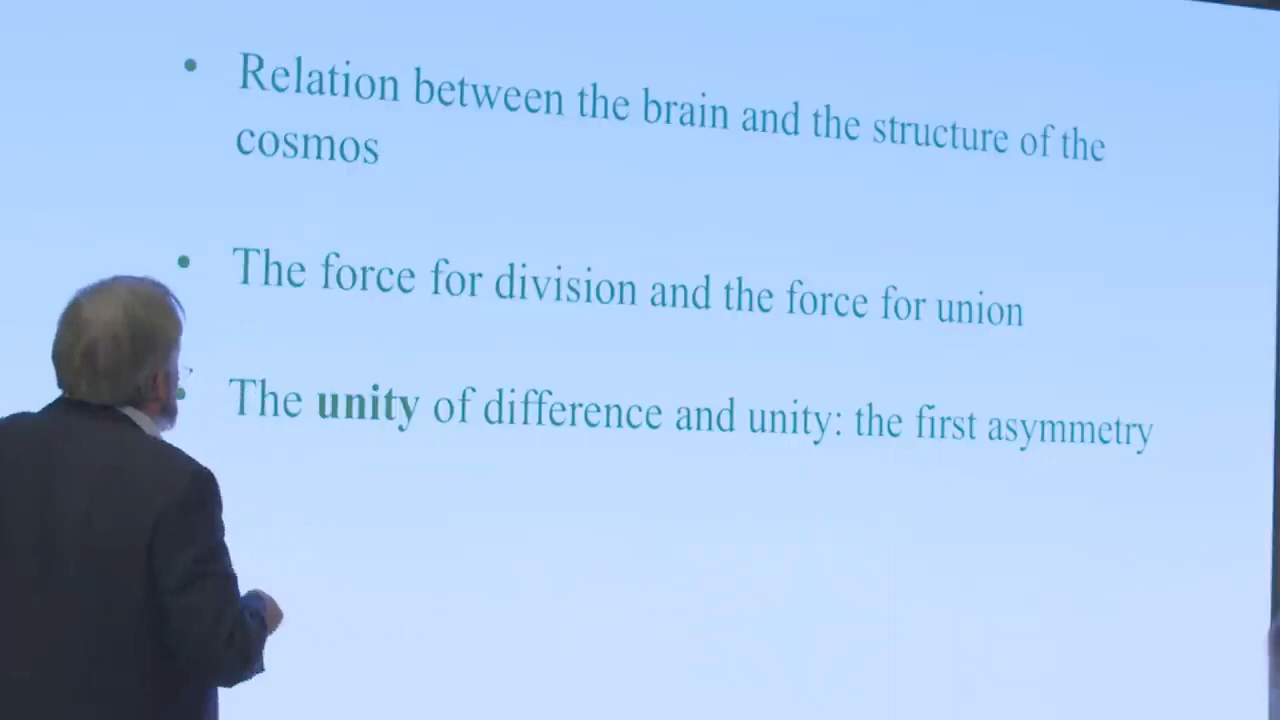 • Relation between the brain and the structure of the
cosmos
• The force for division and the force for union
• The unity of difference and unity: the first asymmetry